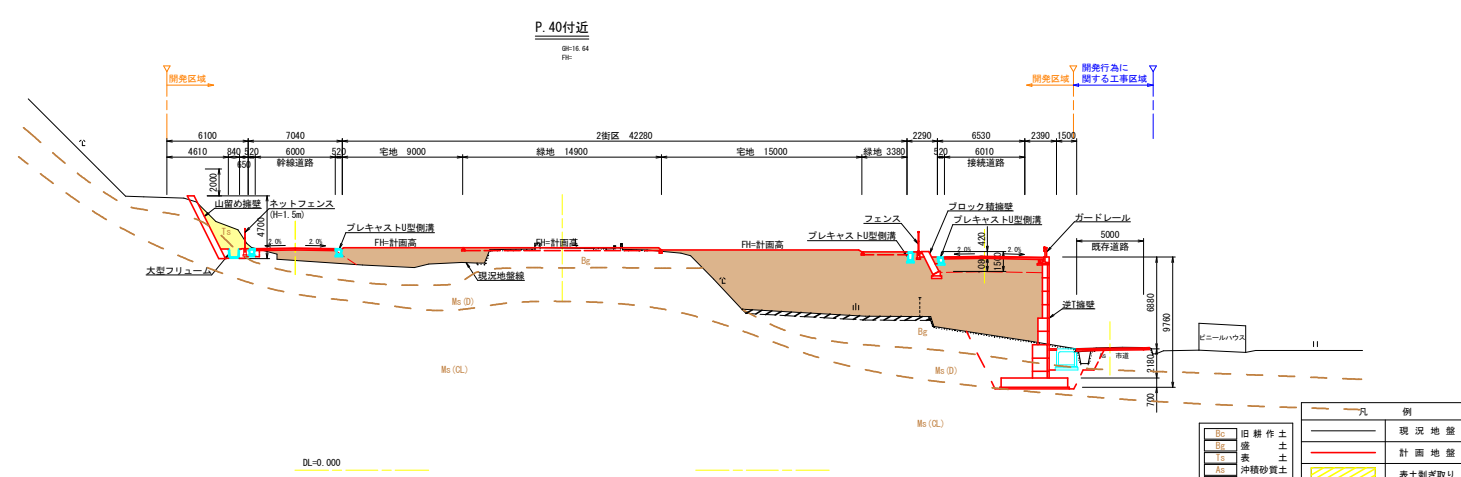 P.40付近
GH=16.64
FH=
開発区域
開発区域
開発行為に
関する工事区域
6100
7040
2街区 42280
2290
6530
2390
1500
4610
840
520
650
6000
幹線道路
520
宅地 9000
緑地 14900
宅地 15000
緑地 3380
520
6010
接続道路
2000
山留め擁壁
ネットフェンス
(H=1.5m)
4700
Ts
2.0%
2.0%
プレキャストU型側溝
FH=計画高
FH=計画高
FH=計画高
大型フリューム
現況地盤線
Bg
Ms(D)
Ms(CL)
フェンス
プレキャストU型側溝
ブロック積擁壁
プレキャストU型側溝
ガードレール
2.0%
2.0%
420
1500
5000
既存道路
逆T擁壁
6880
9760
2180
700
市道
ビニールハウス
Bg
Ms(D)
Ms(CL)
DL=0.000
Bc 旧耕作土
Bg 盛土
Ts 表土
As 沖積砂質土
凡例
現況地盤
計画地盤
表土剥ぎ取り